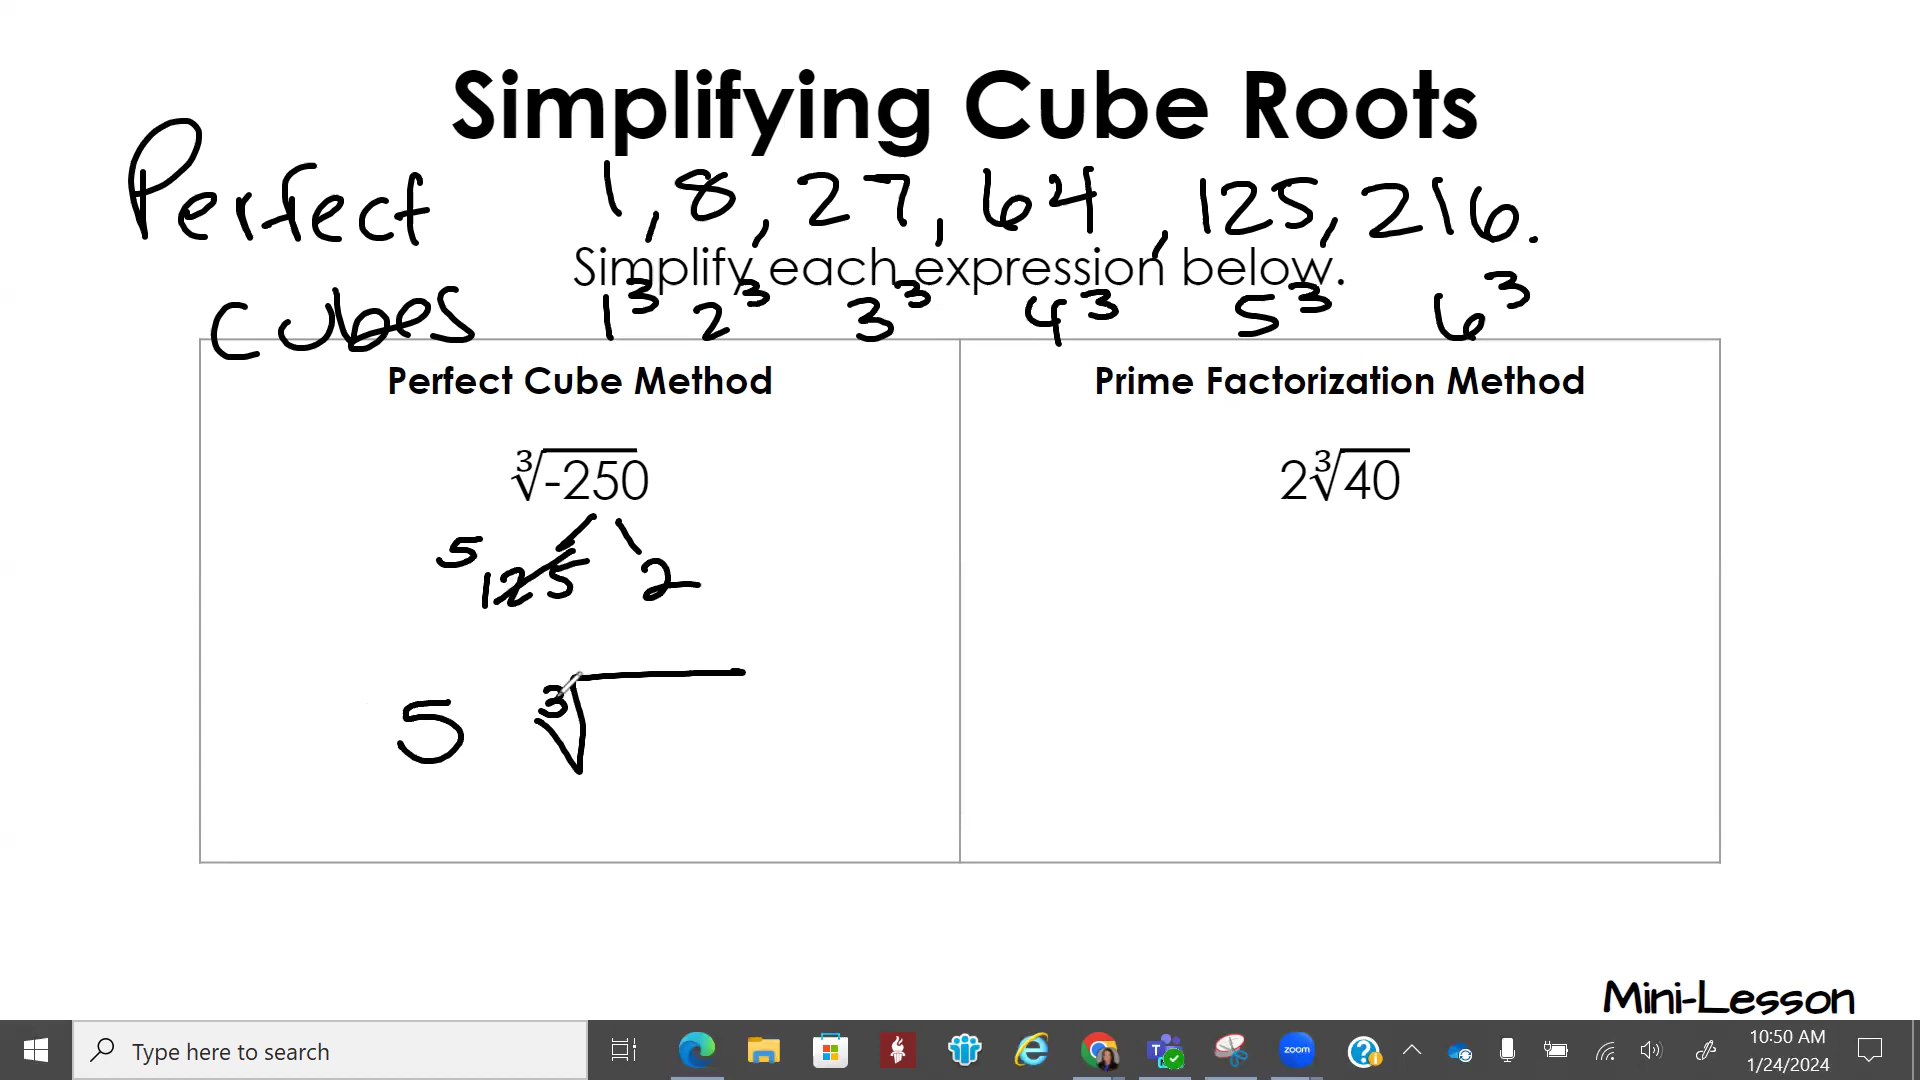 Simplifying Cube Roots
Perfect 1, 8, 27, 64, 125, 216.
Simplify each expression below.
cubes 1³ 2³ 3³ 4³ 5³ 6³
Perfect Cube Method
∛-250
5 125 2
5 ∛
Prime Factorization Method
2∛40
Mini-Lesson
Type here to search
zoom
10:50 AM
1/24/2024